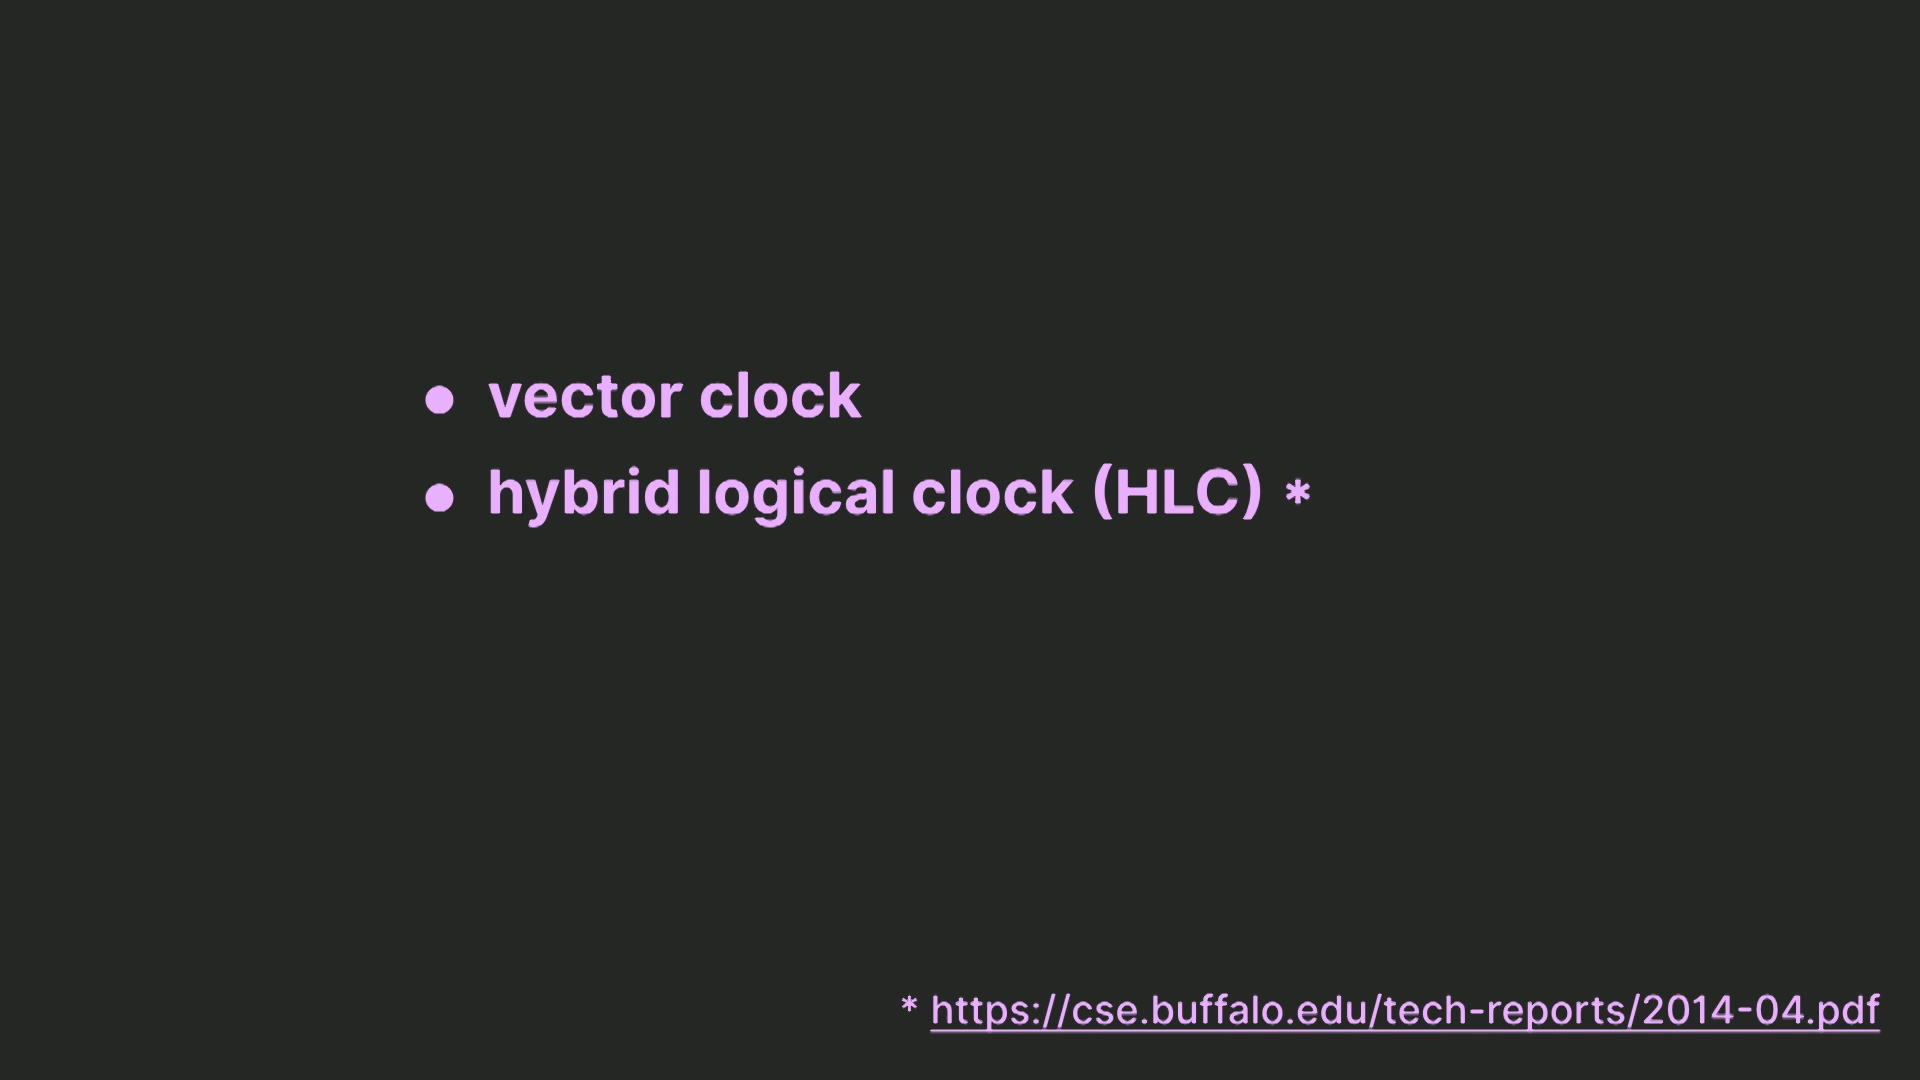 • vector clock
• hybrid logical clock (HLC) *
* https://cse.buffalo.edu/tech-reports/2014-04.pdf